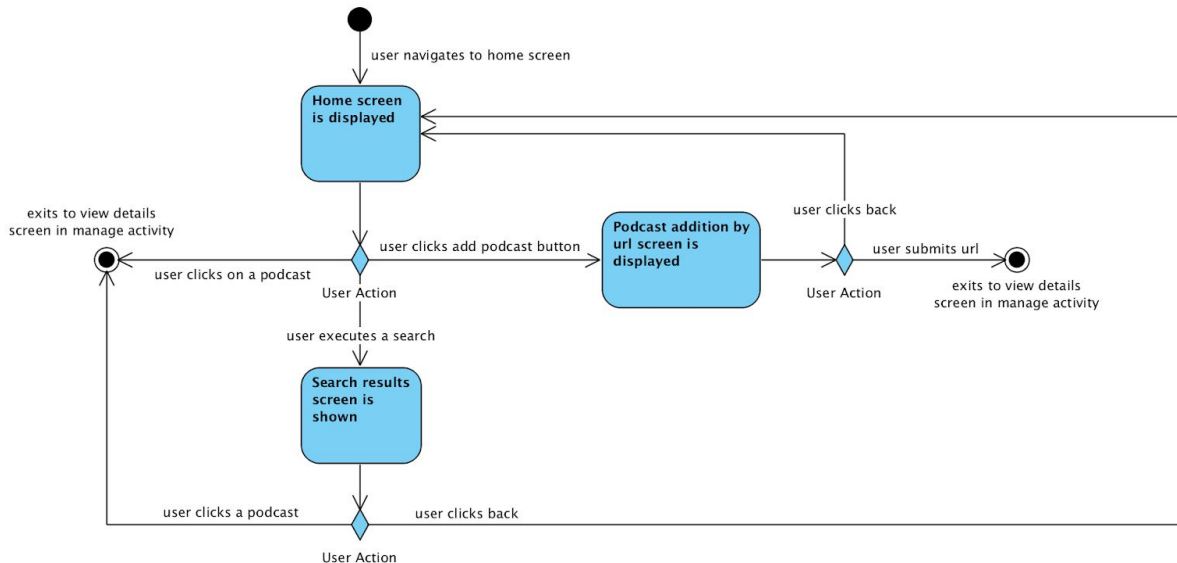 user navigates to home screen
Home screen
is displayed
exits to view details
screen in manage activity
user clicks back
Podcast addition by
url screen is
displayed
user clicks add podcast button
user submits url
user clicks on a podcast
User Action
User Action
exits to view details
screen in manage activity
user executes a search
Search results
screen is
shown
user clicks a podcast
user clicks back
User Action